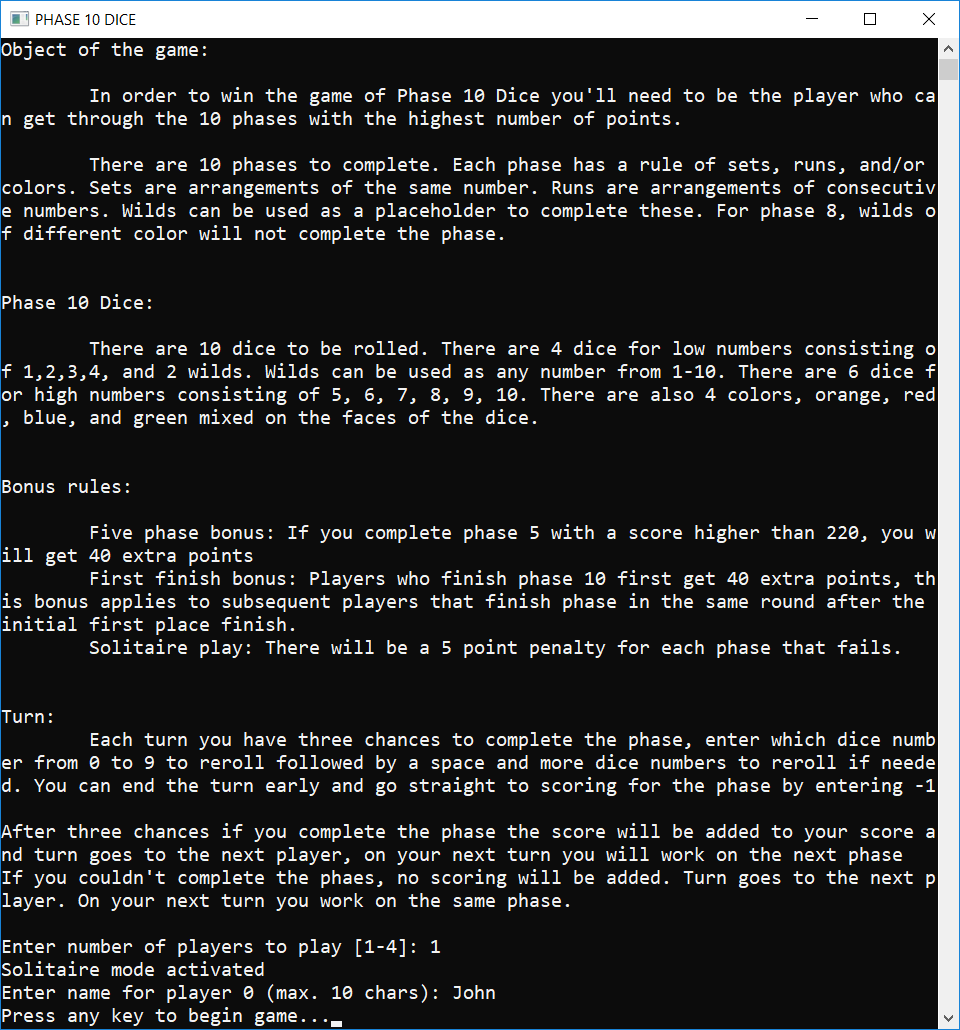 PHASE 10 DICE
Object of the game:
In order to win the game of Phase 10 Dice you'll need to be the player who ca
n get through the 10 phases with the highest number of points.
There are 10 phases to complete. Each phase has a rule of sets, runs, and/or
colors. Sets are arrangements of the same number. Runs are arrangements of consecutiv
e numbers. Wilds can be used as a placeholder to complete these. For phase 8, wilds o
f different color will not complete the phase.
Phase 10 Dice:
There are 10 dice to be rolled. There are 4 dice for low numbers consisting o
f 1,2,3,4, and 2 wilds. Wilds can be used as any number from 1-10. There are 6 dice f
or high numbers consisting of 5, 6, 7, 8, 9, 10. There are also 4 colors, orange, red
, blue, and green mixed on the faces of the dice.
Bonus rules:
Five phase bonus: If you complete phase 5 with a score higher than 220, you w
ill get 40 extra points
First finish bonus: Players who finish phase 10 first get 40 extra points, th
is bonus applies to subsequent players that finish phase in the same round after the
initial first place finish.
Solitaire play: There will be a 5 point penalty for each phase that fails.
Turn:
Each turn you have three chances to complete the phase, enter which dice numb
er from 0 to 9 to reroll followed by a space and more dice numbers to reroll if neede
d. You can end the turn early and go straight to scoring for the phase by entering -1
After three chances if you complete the phase the score will be added to your score a
nd turn goes to the next player, on your next turn you will work on the next phase
If you couldn't complete the phaes, no scoring will be added. Turn goes to the next p
layer. On your next turn you work on the same phase.
Enter number of players to play [1-4]: 1
Solitaire mode activated
Enter name for player 0 (max. 10 chars): John
Press any key to begin game...